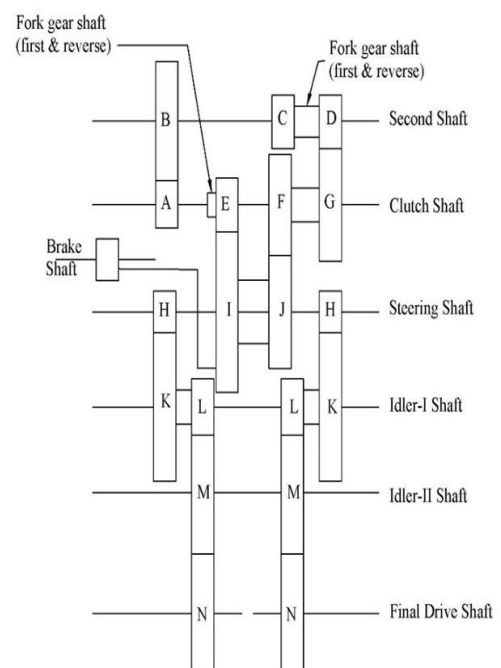 Fork gear shaft
(first & reverse)
Fork gear shaft
(first & reverse)
B
C
D
Second Shaft
A
E
F
G
Clutch Shaft
Brake
Shaft
H
I
J
H
Steering Shaft
K
L
L
K
Idler-I Shaft
M
M
Idler-II Shaft
N
N
Final Drive Shaft